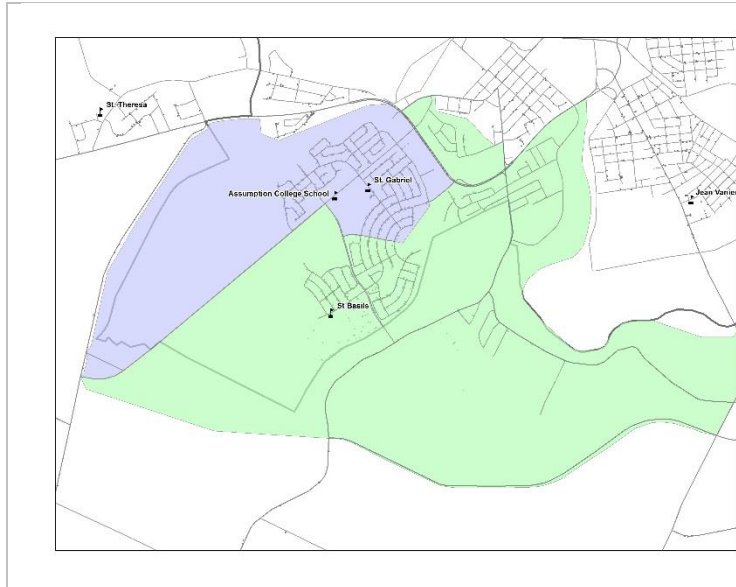 St. Theresa
St. Gabriel
Assumption College School
Jean Vanier
St Basils